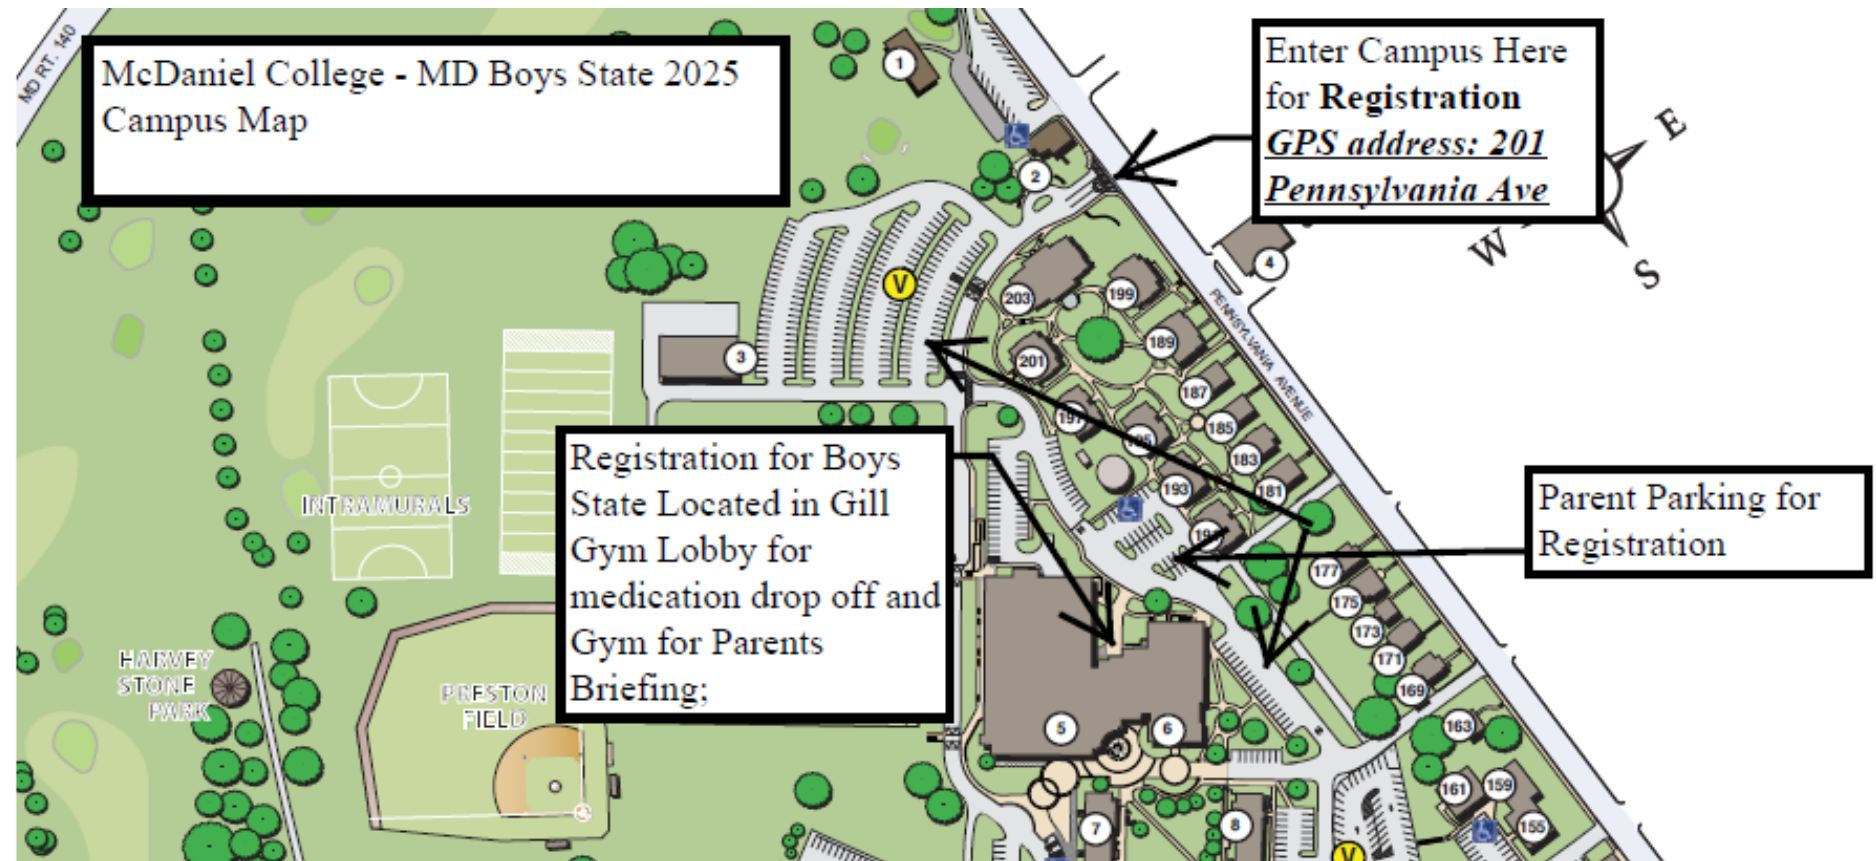 MD RT. 140
McDaniel College - MD Boys State 2025
Campus Map
Enter Campus Here
for Registration
GPS address: 201
Pennsylvania Ave
E
W
S
1
2
4
V
203
199
3
201
189
PENNSYLVANIA AVENUE
187
197
185
195
183
193
181
Registration for Boys
State Located in Gill
Gym Lobby for
medication drop off and
Gym for Parents
Briefing;
INTRAMURALS
Parent Parking for
Registration
177
175
173
171
169
HARVEY
STONE
PARK
PRESTON
FIELD
5
6
163
161
159
155
7
8
V